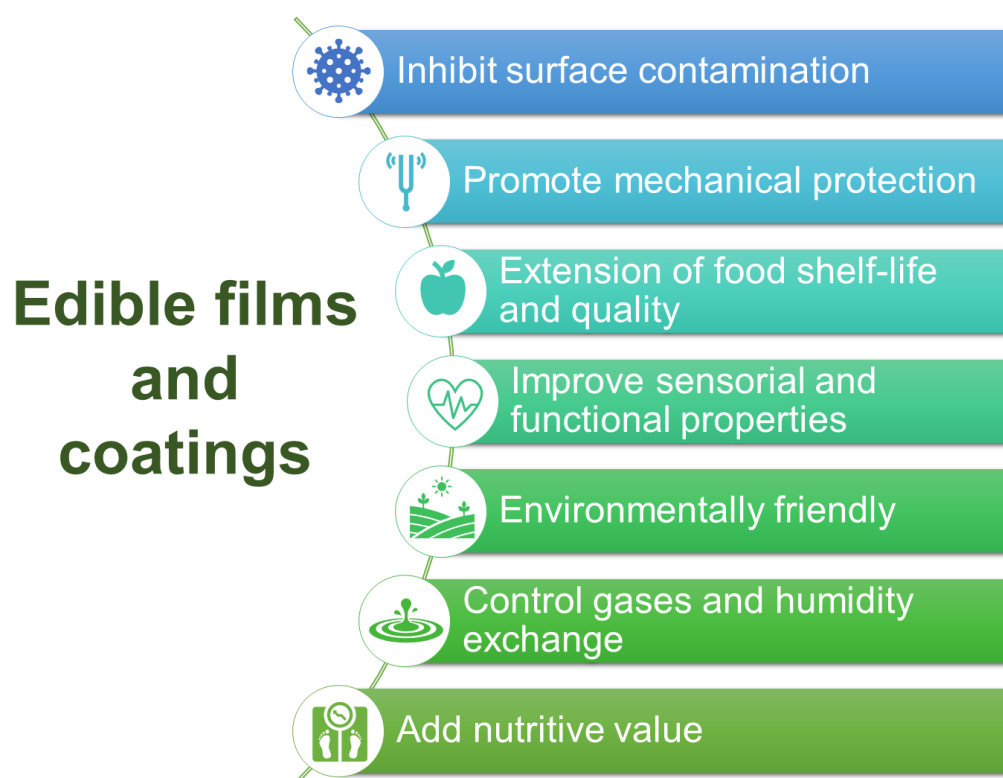 Edible films
and
coatings
Inhibit surface contamination
Promote mechanical protection
Extension of food shelf-life
and quality
Improve sensorial and
functional properties
Environmentally friendly
Control gases and humidity
exchange
Add nutritive value